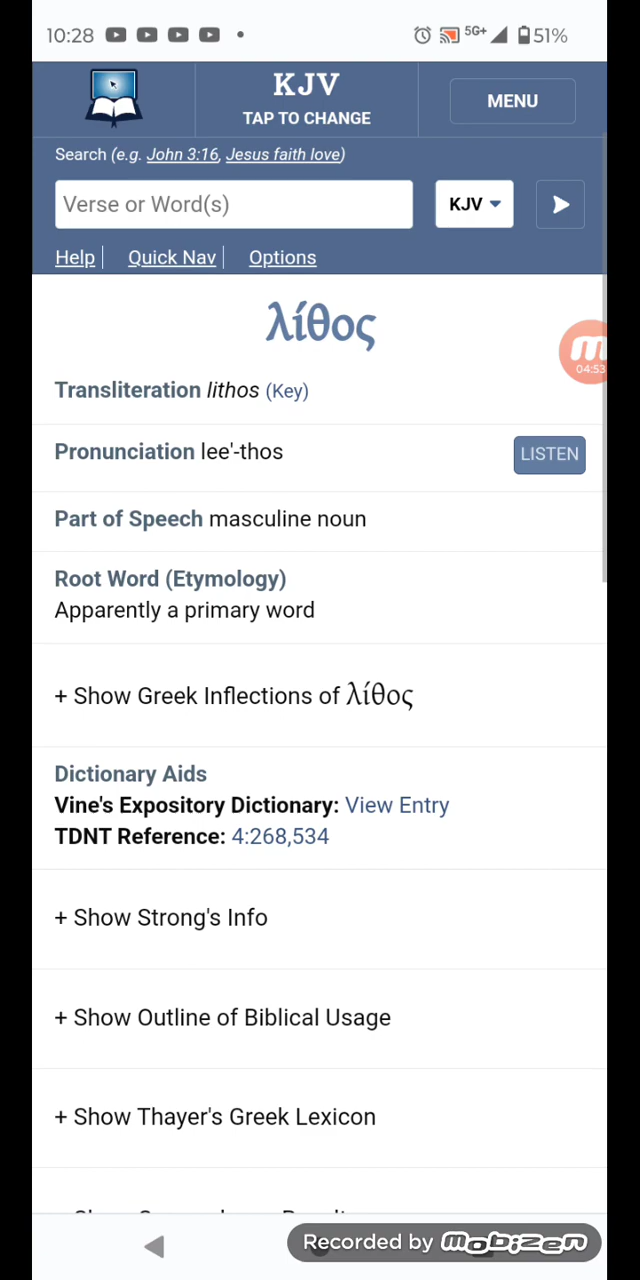 10:28 5G+ 51%
KJV
TAP TO CHANGE
MENU
Search (e.g. John 3:16, Jesus faith love)
Verse or Word(s) KJV
Help Quick Nav Options
λίθος
m
04:53
Transliteration lithos (Key)
Pronunciation lee'-thos LISTEN
Part of Speech masculine noun
Root Word (Etymology)
Apparently a primary word
+ Show Greek Inflections of λίθος
Dictionary Aids
Vine's Expository Dictionary: View Entry
TDNT Reference: 4:268,534
+ Show Strong's Info
+ Show Outline of Biblical Usage
+ Show Thayer's Greek Lexicon
Recorded by mobizen